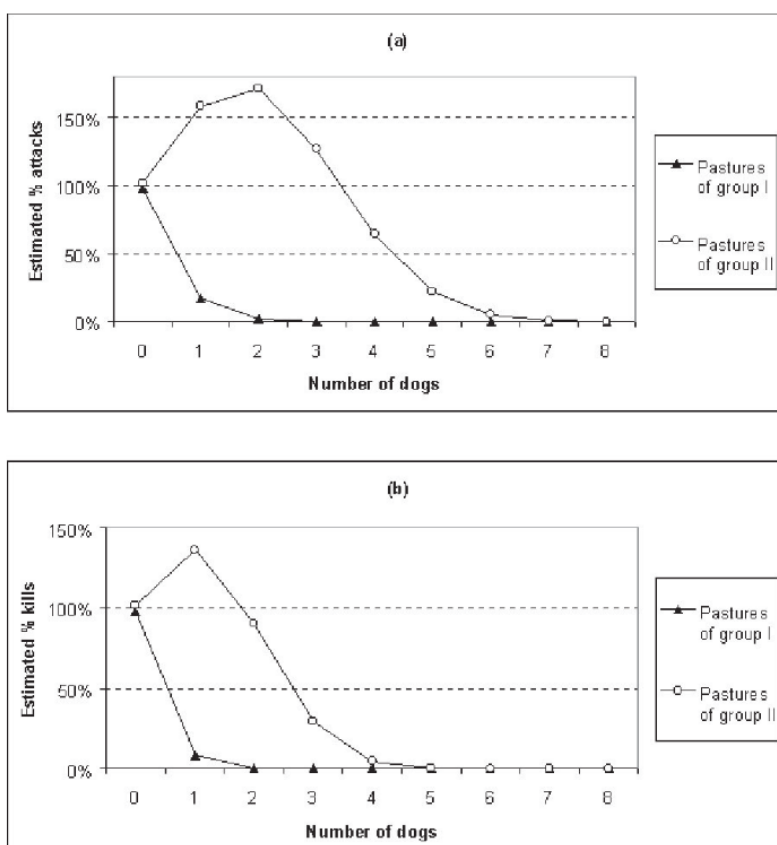 (a)
Estimated % attacks
150%
100%
50%
0%
0 1 2 3 4 5 6 7 8
Number of dogs
Pastures
of group I
Pastures
of group II
(b)
Estimated % kills
150%
100%
50%
0%
0 1 2 3 4 5 6 7 8
Number of dogs
Pastures
of group I
Pastures
of group II